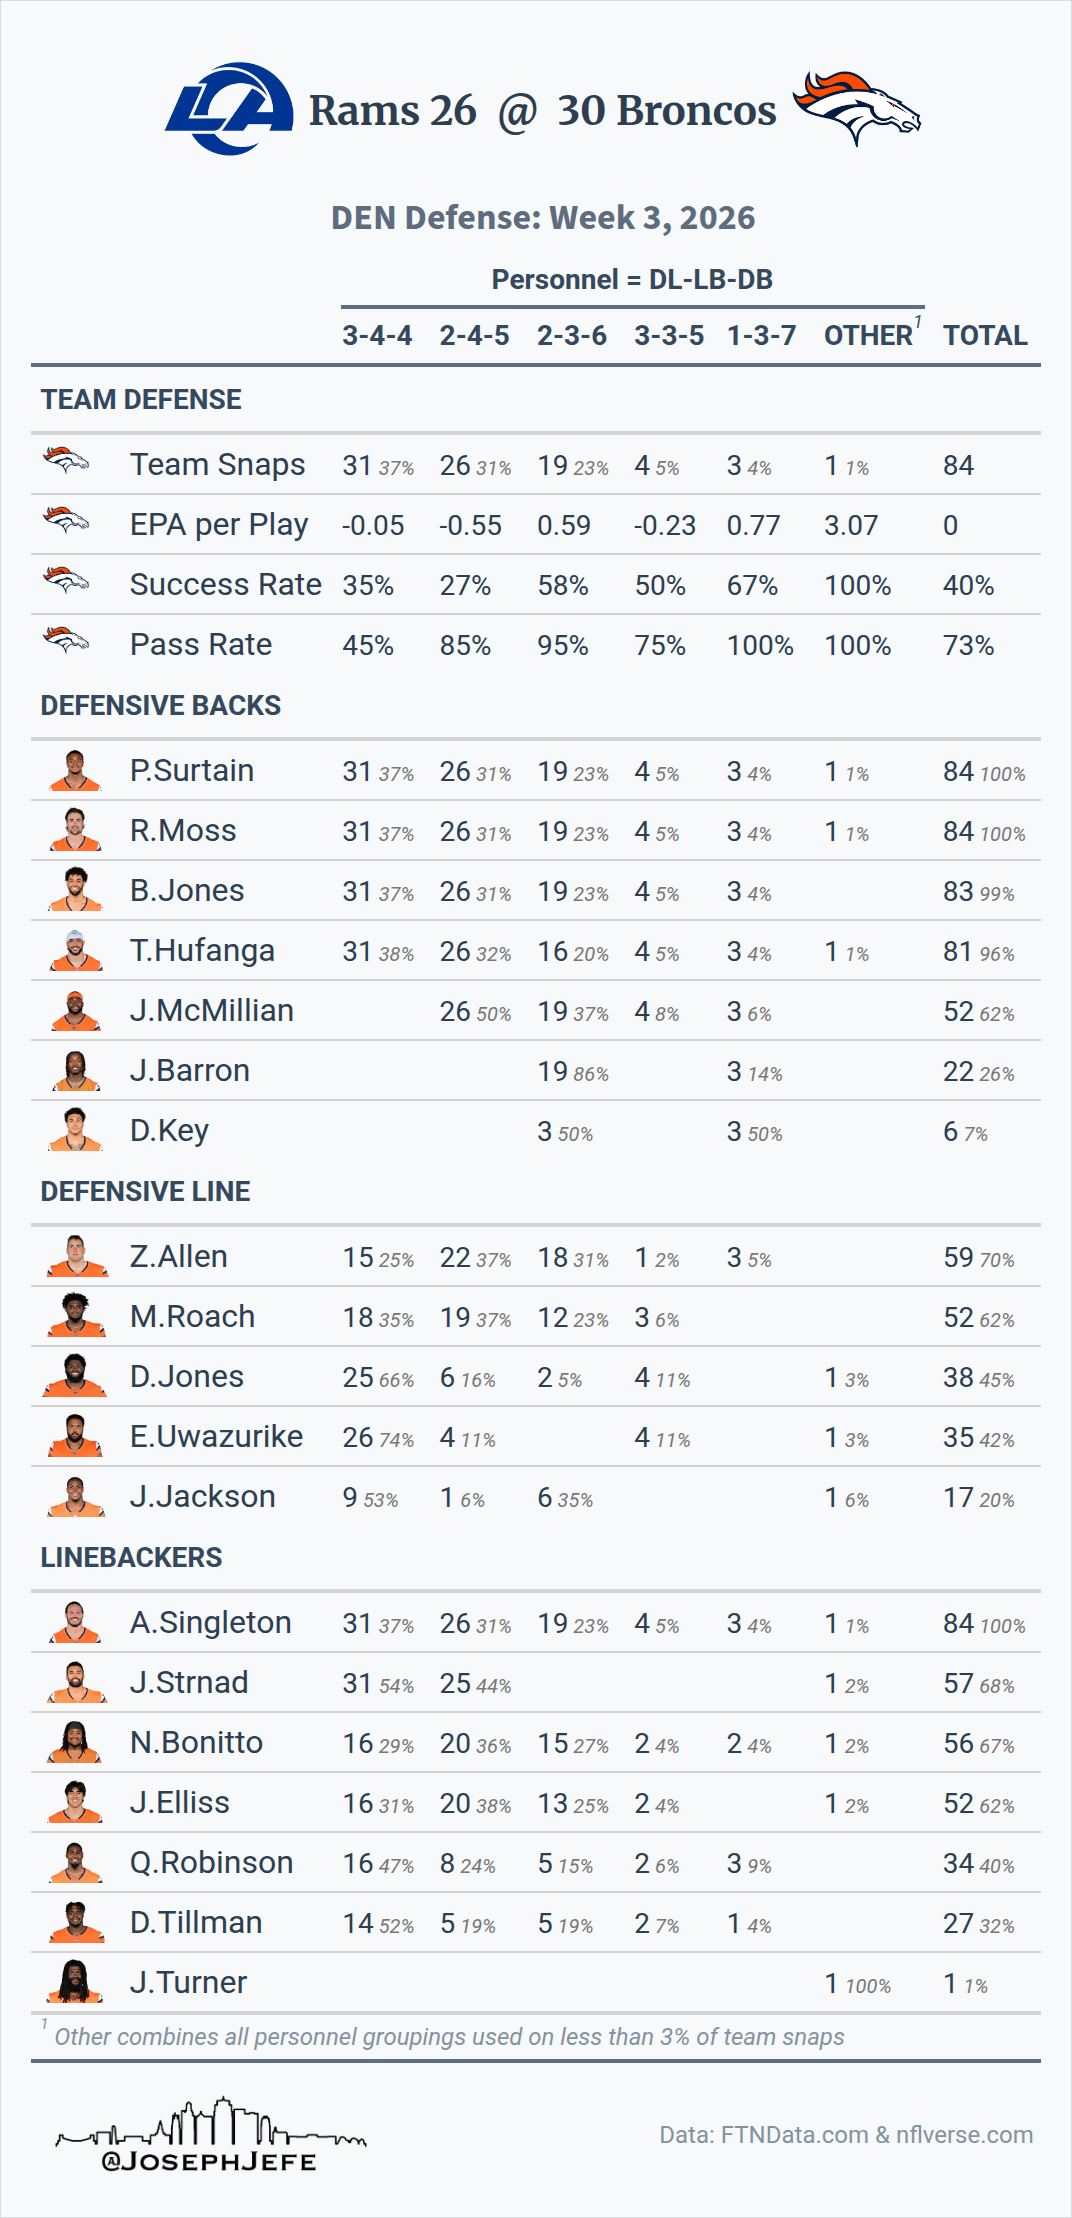 LA Rams 26 @ 30 Broncos
DEN Defense: Week 3, 2026
Personnel = DL-LB-DB
3-4-4 2-4-5 2-3-6 3-3-5 1-3-7 OTHER¹ TOTAL
TEAM DEFENSE
Team Snaps 31 37% 26 31% 19 23% 4 5% 3 4% 1 1% 84
EPA per Play -0.05 -0.55 0.59 -0.23 0.77 3.07 0
Success Rate 35% 27% 58% 50% 67% 100% 40%
Pass Rate 45% 85% 95% 75% 100% 100% 73%
DEFENSIVE BACKS
P.Surtain 31 37% 26 31% 19 23% 4 5% 3 4% 1 1% 84 100%
R.Moss 31 37% 26 31% 19 23% 4 5% 3 4% 1 1% 84 100%
B.Jones 31 37% 26 31% 19 23% 4 5% 3 4% 83 99%
T.Hufanga 31 38% 26 32% 16 20% 4 5% 3 4% 1 1% 81 96%
J.McMillian 26 50% 19 37% 4 8% 3 6% 52 62%
J.Barron 19 86% 3 14% 22 26%
D.Key 3 50% 3 50% 6 7%
DEFENSIVE LINE
Z.Allen 15 25% 22 37% 18 31% 1 2% 3 5% 59 70%
M.Roach 18 35% 19 37% 12 23% 3 6% 52 62%
D.Jones 25 66% 6 16% 2 5% 4 11% 1 3% 38 45%
E.Uwazurike 26 74% 4 11% 4 11% 1 3% 35 42%
J.Jackson 9 53% 1 6% 6 35% 1 6% 17 20%
LINEBACKERS
A.Singleton 31 37% 26 31% 19 23% 4 5% 3 4% 1 1% 84 100%
J.Strnad 31 54% 25 44% 1 2% 57 68%
N.Bonitto 16 29% 20 36% 15 27% 2 4% 2 4% 1 2% 56 67%
J.Elliss 16 31% 20 38% 13 25% 2 4% 1 2% 52 62%
Q.Robinson 16 47% 8 24% 5 15% 2 6% 3 9% 34 40%
D.Tillman 14 52% 5 19% 5 19% 2 7% 1 4% 27 32%
J.Turner 1 100% 1 1%
¹ Other combines all personnel groupings used on less than 3% of team snaps
@JOSEPHJEFE
Data: FTNData.com & nflverse.com